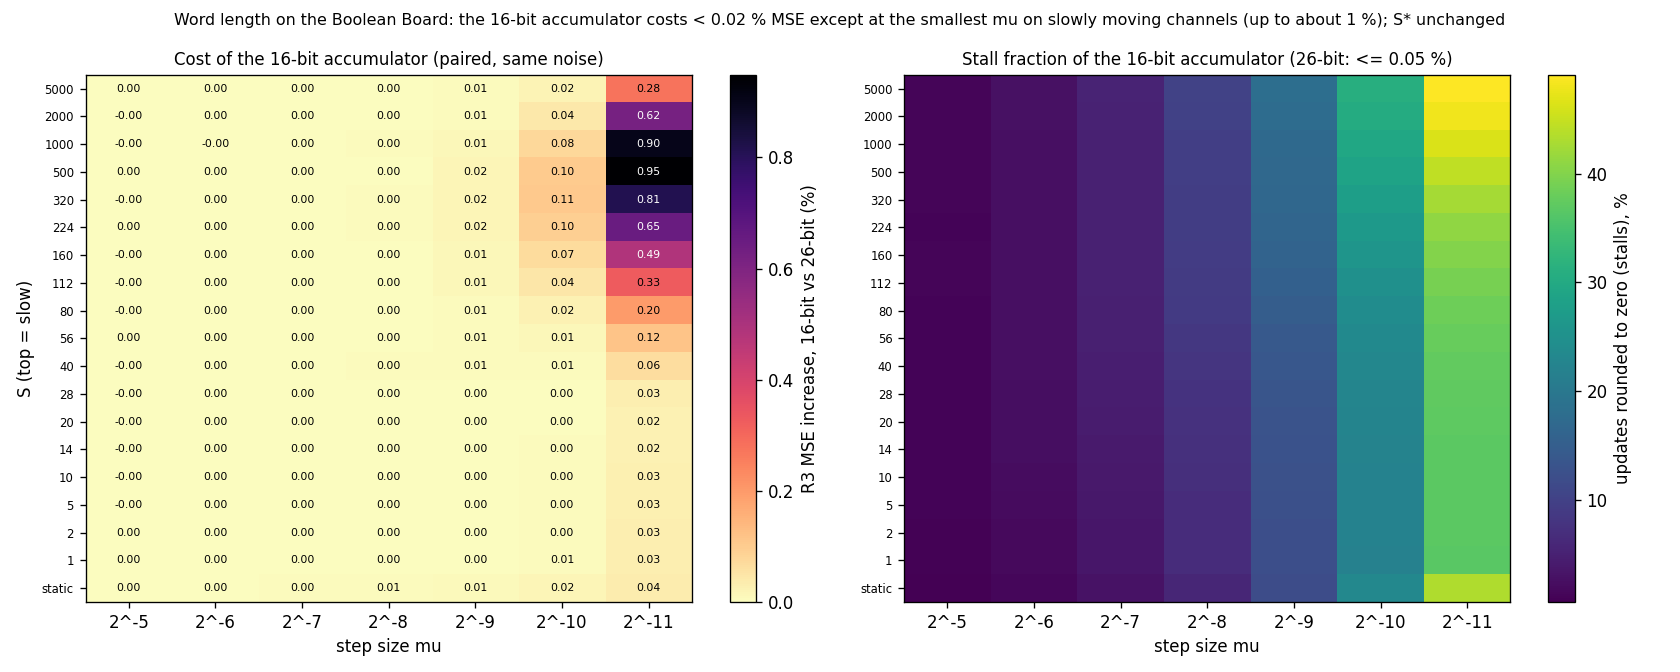 Word length on the Boolean Board: the 16-bit accumulator costs < 0.02 % MSE except at the smallest mu on slowly moving channels (up to about 1 %); S* unchanged
Cost of the 16-bit accumulator (paired, same noise)
S (top = slow)
5000 0.00 0.00 0.00 0.00 0.01 0.02 0.28
2000 -0.00 0.00 0.00 0.00 0.01 0.04 0.62
1000 -0.00 -0.00 0.00 0.00 0.01 0.08 0.90
500 0.00 0.00 0.00 0.00 0.02 0.10 0.95
320 -0.00 0.00 0.00 0.00 0.02 0.11 0.81
224 0.00 0.00 0.00 0.00 0.02 0.10 0.65
160 -0.00 0.00 0.00 0.00 0.01 0.07 0.49
112 -0.00 0.00 0.00 0.00 0.01 0.04 0.33
80 -0.00 0.00 0.00 0.00 0.01 0.02 0.20
56 0.00 0.00 0.00 0.00 0.01 0.01 0.12
40 -0.00 0.00 0.00 0.00 0.01 0.01 0.06
28 -0.00 0.00 0.00 0.00 0.00 0.00 0.03
20 -0.00 0.00 0.00 0.00 0.00 0.00 0.02
14 -0.00 0.00 0.00 0.00 0.00 0.00 0.02
10 -0.00 0.00 0.00 0.00 0.00 0.00 0.03
5 -0.00 0.00 0.00 0.00 0.00 0.00 0.03
2 0.00 0.00 0.00 0.00 0.00 0.00 0.03
1 0.00 0.00 0.00 0.00 0.00 0.01 0.03
static 0.00 0.00 0.00 0.01 0.01 0.02 0.04
2^-5 2^-6 2^-7 2^-8 2^-9 2^-10 2^-11
step size mu
0.8
0.6
0.4
0.2
0.0
R3 MSE increase, 16-bit vs 26-bit (%)
Stall fraction of the 16-bit accumulator (26-bit: <= 0.05 %)
5000
2000
1000
500
320
224
160
112
80
56
40
28
20
14
10
5
2
1
static
2^-5 2^-6 2^-7 2^-8 2^-9 2^-10 2^-11
step size mu
40
30
20
10
updates rounded to zero (stalls), %